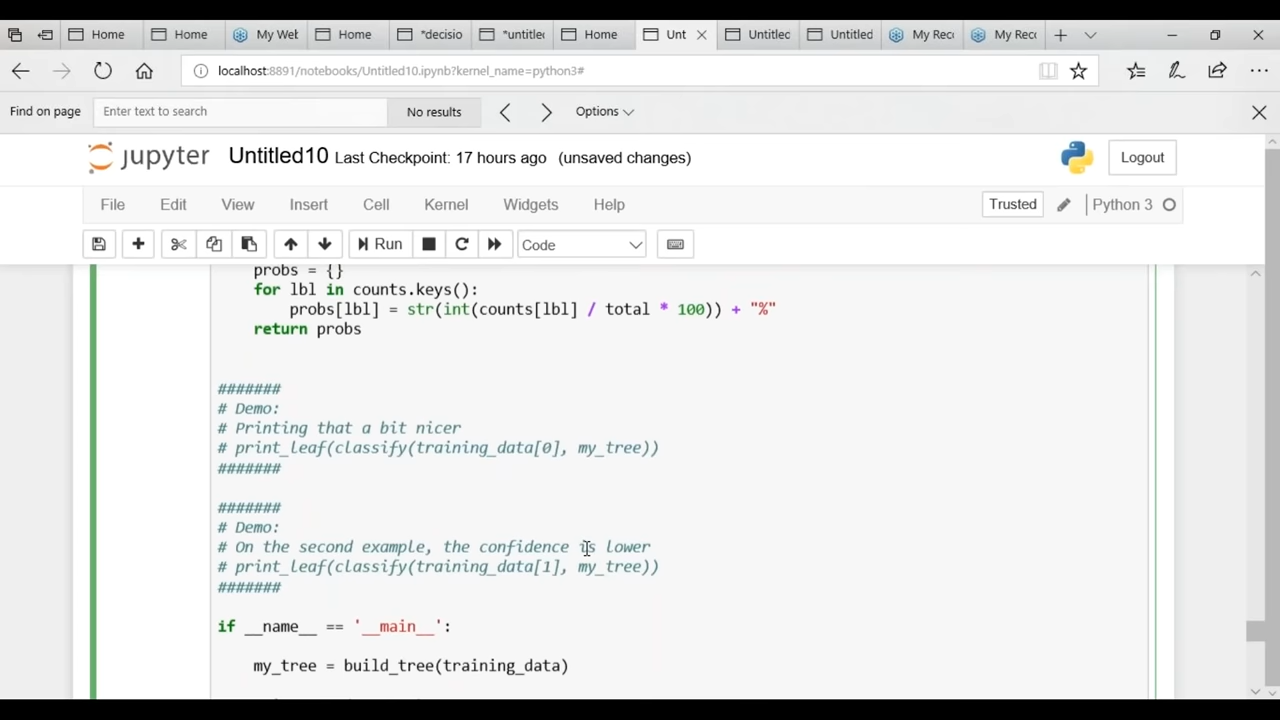 Home
Home
My Wet
Home
*decisio
*untitle
Home
Unt
Untitlec
Untitled
My Rec
My Rec
localhost:8891/notebooks/Untitled10.ipynb?kernel_name=python3#
Find on page
Enter text to search
No results
Options
jupyter
Untitled10 Last Checkpoint: 17 hours ago (unsaved changes)
Logout
File Edit View Insert Cell Kernel Widgets Help
Trusted
Python 3
Run
Code
probs = {}
for lbl in counts.keys():
probs[lbl] = str(int(counts[lbl] / total * 100)) + "%"
return probs
#######
# Demo:
# Printing that a bit nicer
# print_leaf(classify(training_data[0], my_tree))
#######
#######
# Demo:
# On the second example, the confidence is lower
# print_leaf(classify(training_data[1], my_tree))
#######
if __name__ == '__main__':
my_tree = build_tree(training_data)